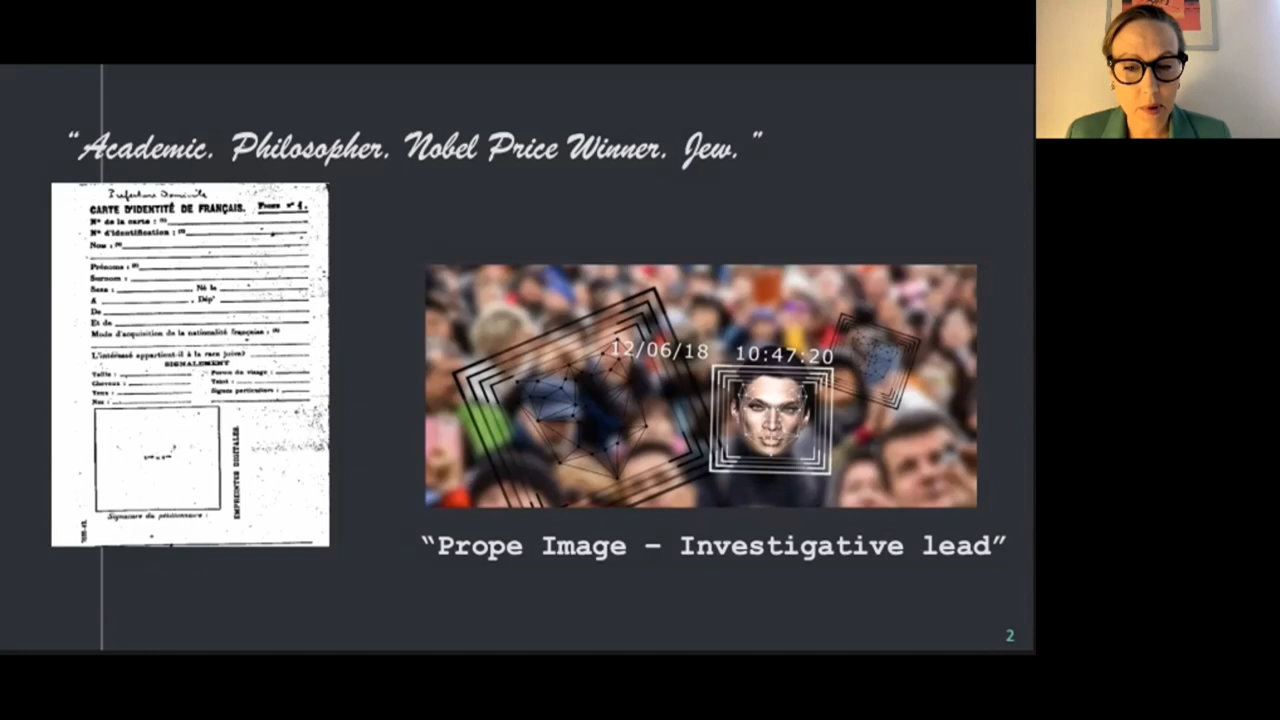 “Academic. Philosopher. Nobel Price Winner. Jew.”
Prefecture Domicile
CARTE D'IDENTITÉ DE FRANÇAIS.
N° de la carte :
N° d'identification :
Nom :
Prénoms :
Surnom :
Sexe : Né le
A , Dép'
De
Et de
Mode d'acquisition de la nationalité française :
L'intéressé appartient-il à la race juive?
SIGNALEMENT
Taille : Forme du visage :
Cheveux : Teint :
Yeux : Signes particuliers :
Nez :
EMPREINTES DIGITALES
Signature du pétitionnaire :
12/06/18 10:47:20
“Prope Image – Investigative lead”
2